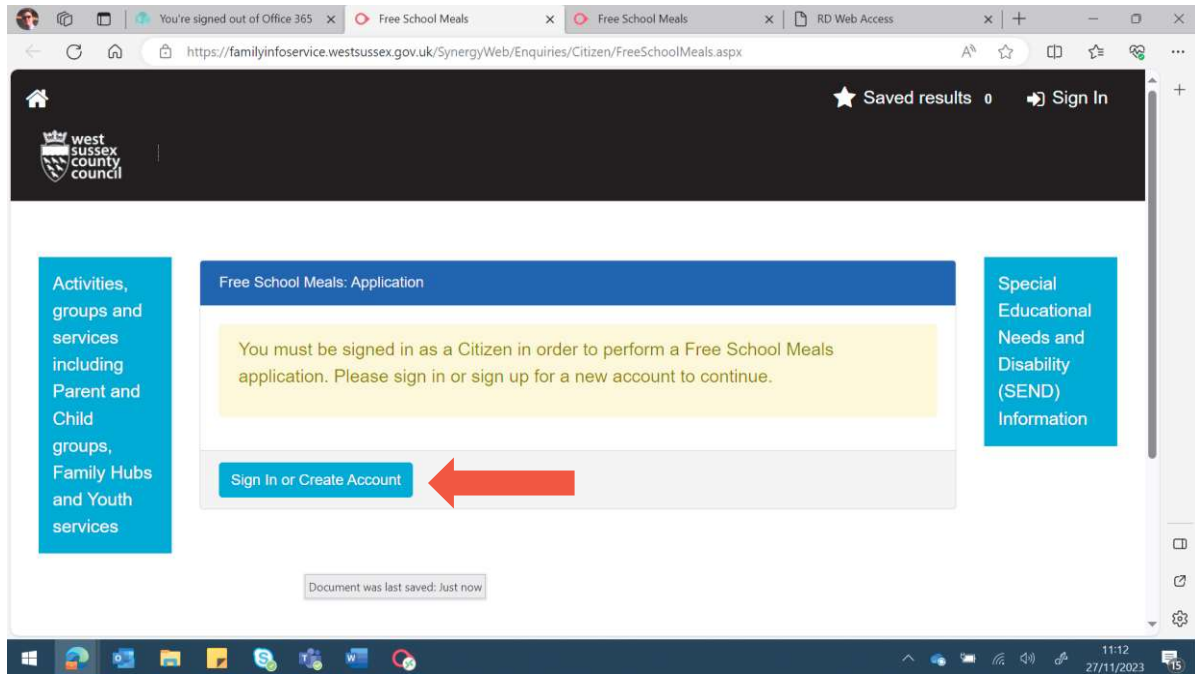 You're signed out of Office 365
Free School Meals
Free School Meals
RD Web Access
https://familyinfoservice.westsussex.gov.uk/SynergyWeb/Enquiries/Citizen/FreeSchoolMeals.aspx
Saved results 0
Sign In
west
sussex
county
council
Activities,
groups and
services
including
Parent and
Child
groups,
Family Hubs
and Youth
services
Free School Meals: Application
You must be signed in as a Citizen in order to perform a Free School Meals
application. Please sign in or sign up for a new account to continue.
Sign In or Create Account
Special
Educational
Needs and
Disability
(SEND)
Information
Document was last saved: Just now
11:12
27/11/2023
15